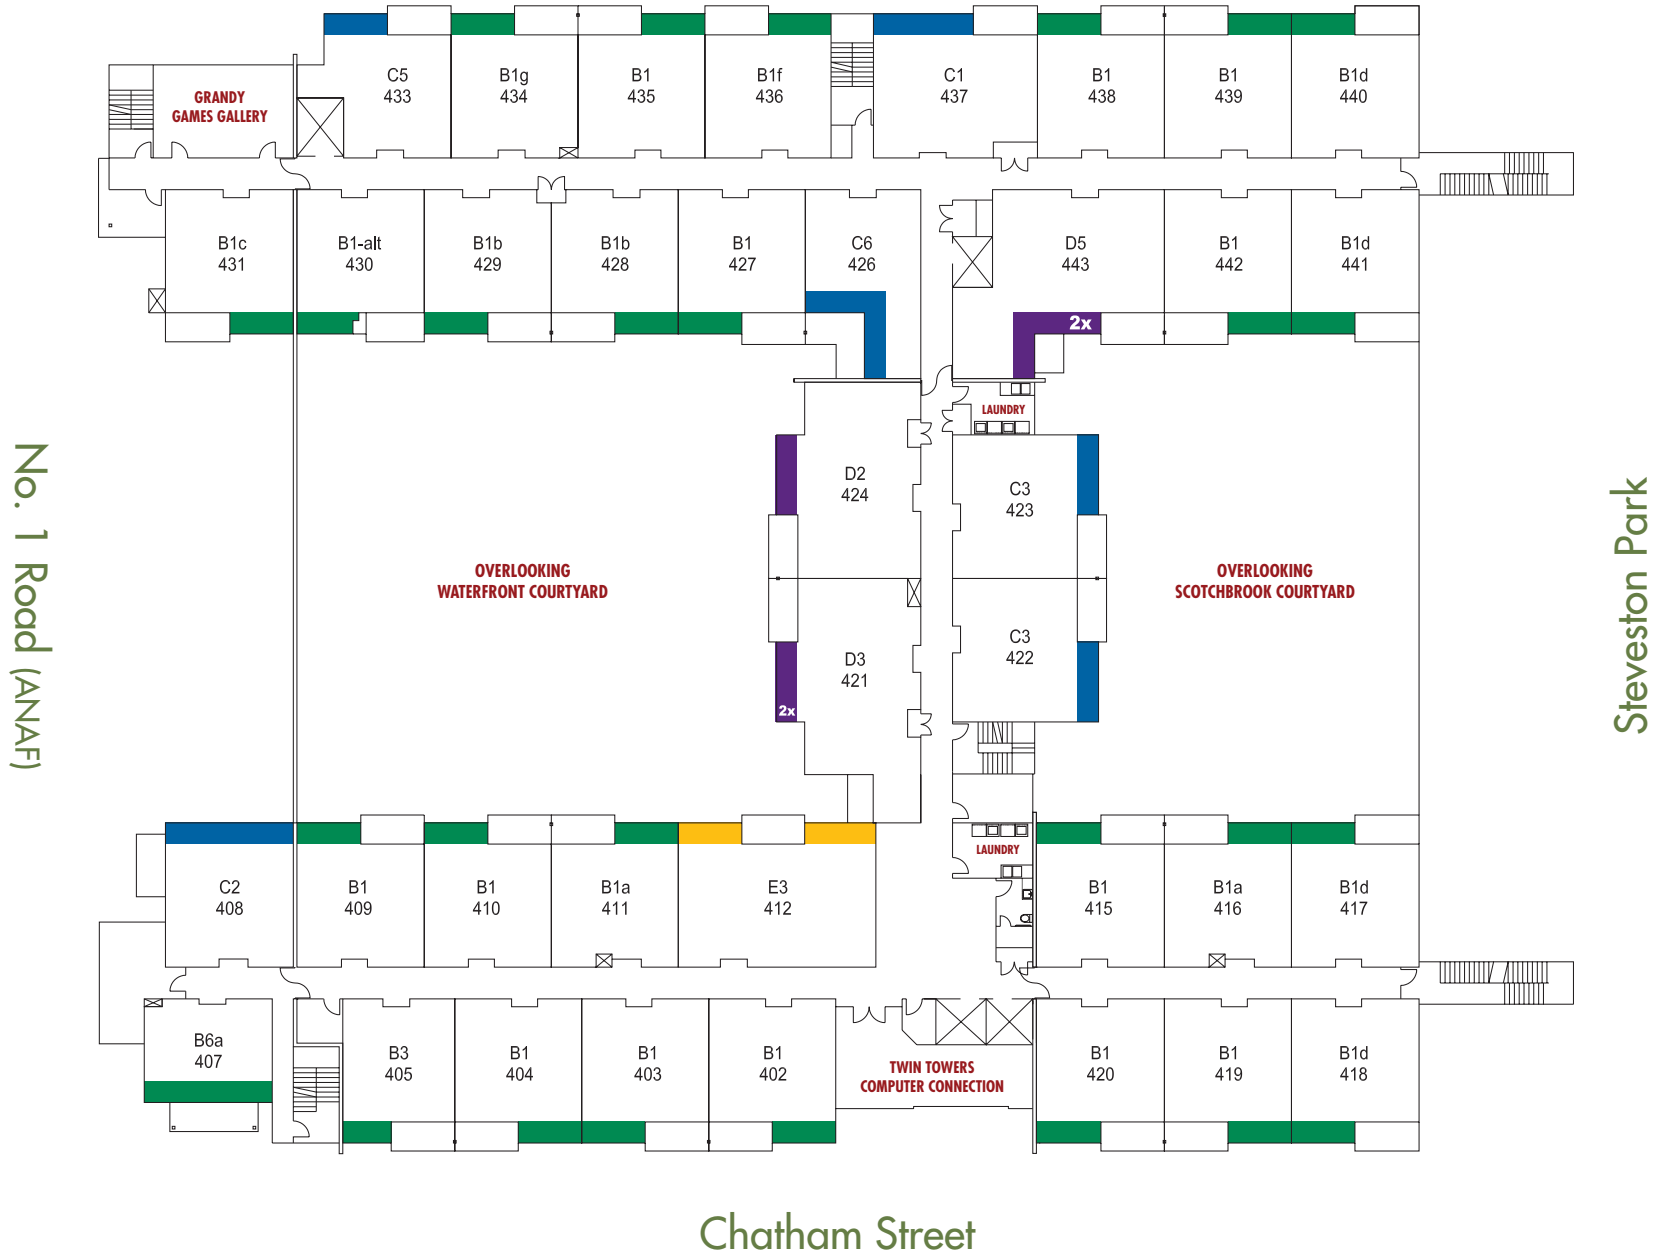 GRANDY
GAMES GALLERY
C5
433
B1g
434
B1
435
B1f
436
C1
437
B1
438
B1
439
B1d
440
B1c
431
B1-alt
430
B1b
429
B1b
428
B1
427
C6
426
D5
443
B1
442
B1d
441
2x
LAUNDRY
D2
424
C3
423
No. 1 Road (ANAF)
OVERLOOKING
WATERFRONT COURTYARD
OVERLOOKING
SCOTCHBROOK COURTYARD
Steveston Park
D3
421
2x
C3
422
C2
408
B1
409
B1
410
B1a
411
E3
412
LAUNDRY
B1
415
B1a
416
B1d
417
B6a
407
B3
405
B1
404
B1
403
B1
402
TWIN TOWERS
COMPUTER CONNECTION
B1
420
B1
419
B1d
418
Chatham Street